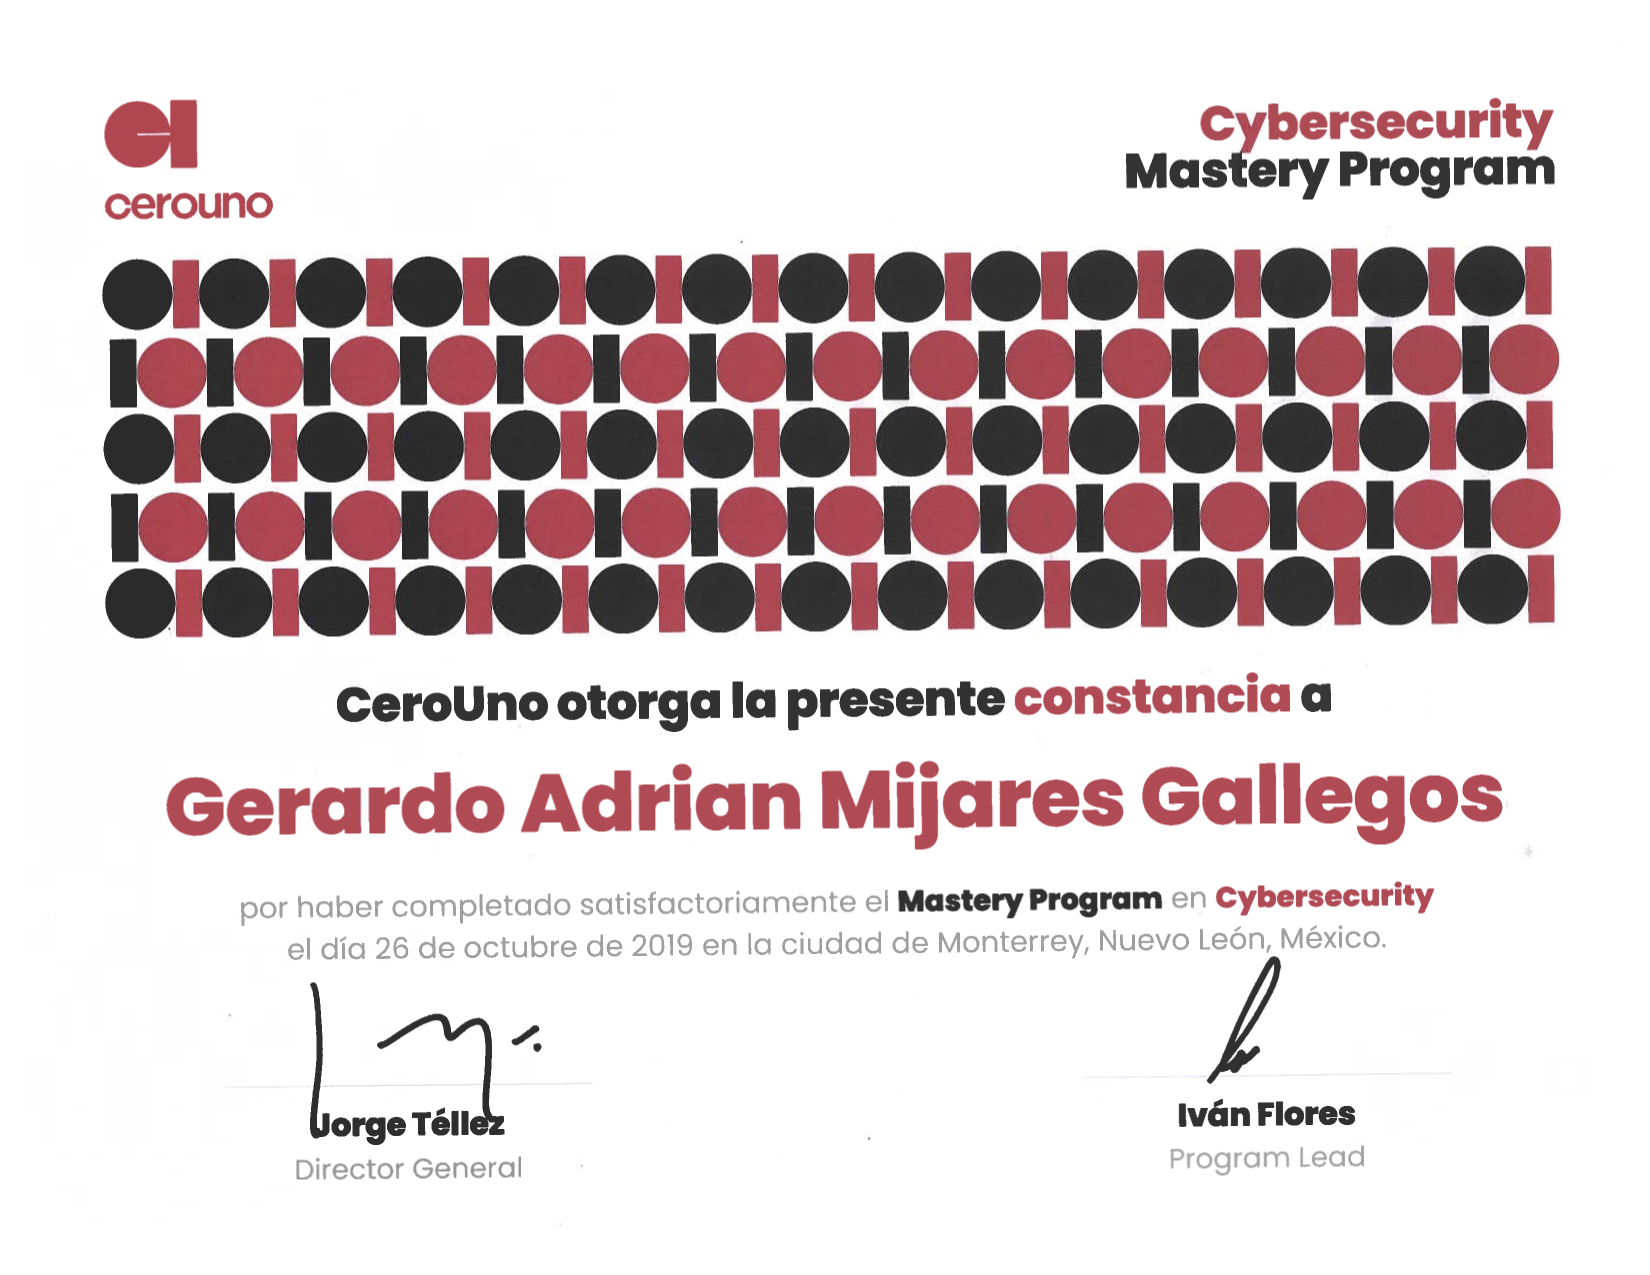 cerouno
Cybersecurity
Mastery Program
CeroUno otorga la presente constancia a
Gerardo Adrian Mijares Gallegos
por haber completado satisfactoriamente el Mastery Program en Cybersecurity
el día 26 de octubre de 2019 en la ciudad de Monterrey, Nuevo León, México.
Jorge Téllez
Director General
Iván Flores
Program Lead